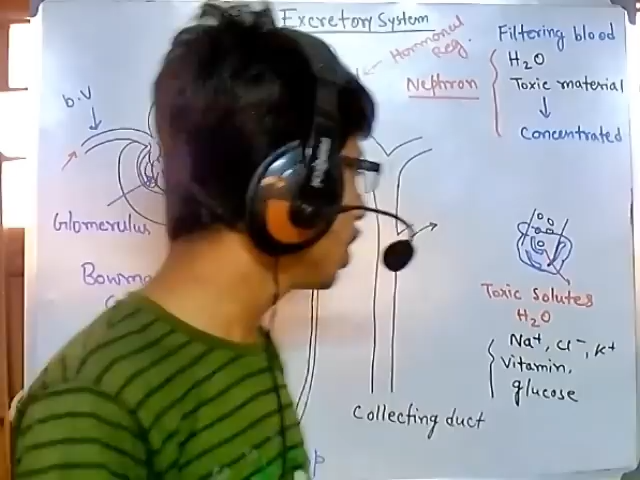 Excretory System
Hormonal
Reg.
Nephron
Filtering blood
H₂O
Toxic material
↓
Concentrated
b.v
Glomerulus
Toxic Solutes
H₂O
Na⁺, Cl⁻, K⁺
Vitamin,
glucose
Collecting duct